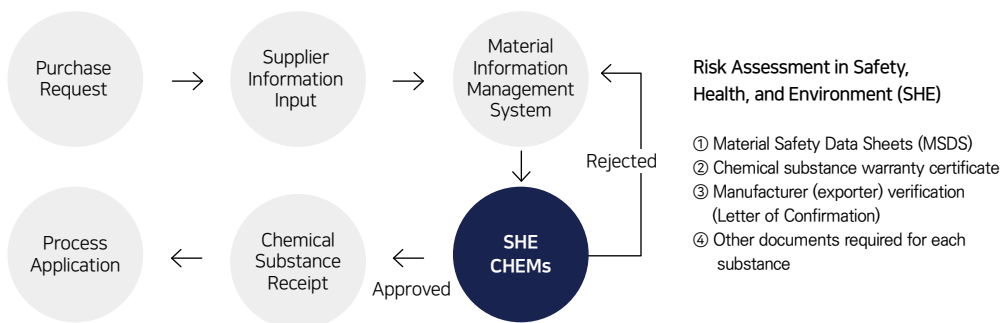 Purchase
Request
Supplier
Information
Input
Material
Information
Management
System
Rejected
SHE
CHEMs
Approved
Chemical
Substance
Receipt
Process
Application
Risk Assessment in Safety,
Health, and Environment (SHE)
① Material Safety Data Sheets (MSDS)
② Chemical substance warranty certificate
③ Manufacturer (exporter) verification
(Letter of Confirmation)
④ Other documents required for each
substance